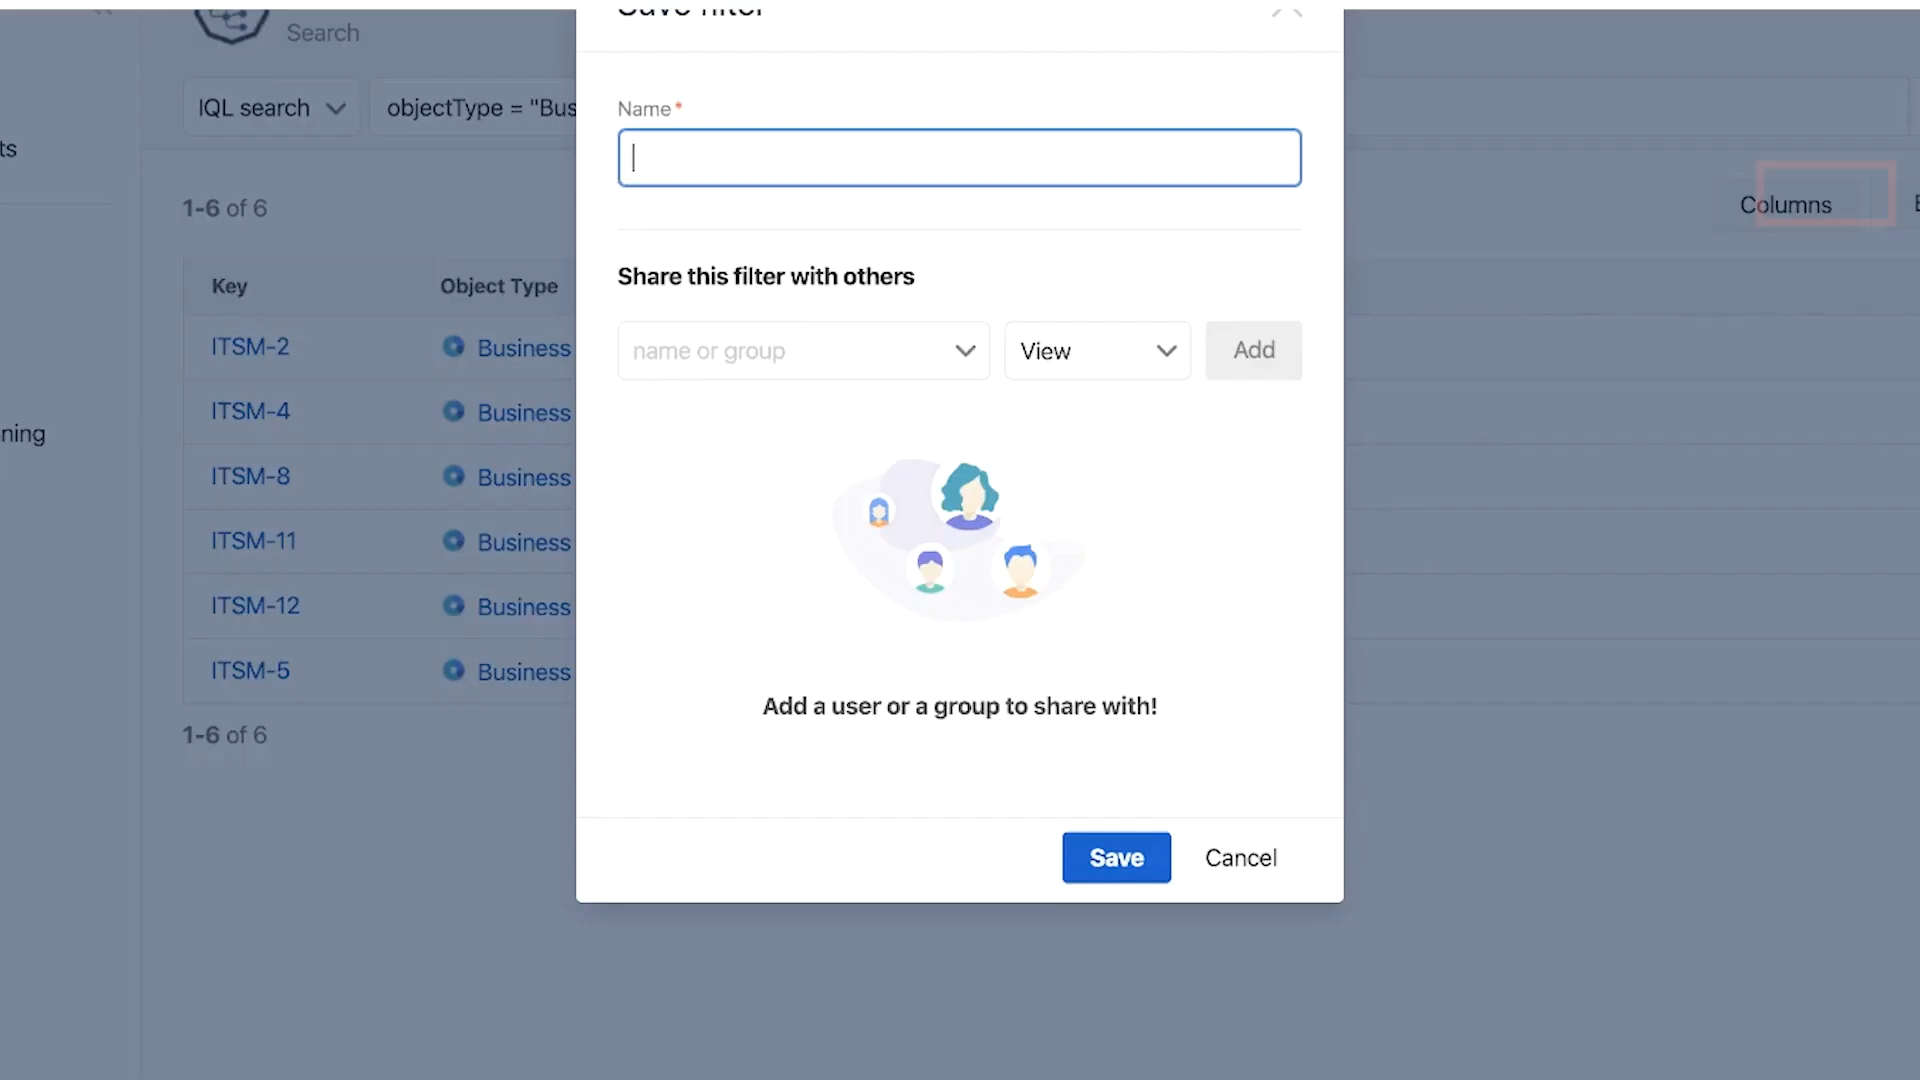 Save filter
Search
IQL search
objectType = "Bus
ts
Name*
1-6 of 6
Columns
Share this filter with others
Key
Object Type
name or group
View
Add
ITSM-2
Business
ITSM-4
Business
ning
ITSM-8
Business
ITSM-11
Business
ITSM-12
Business
ITSM-5
Business
Add a user or a group to share with!
1-6 of 6
Save
Cancel